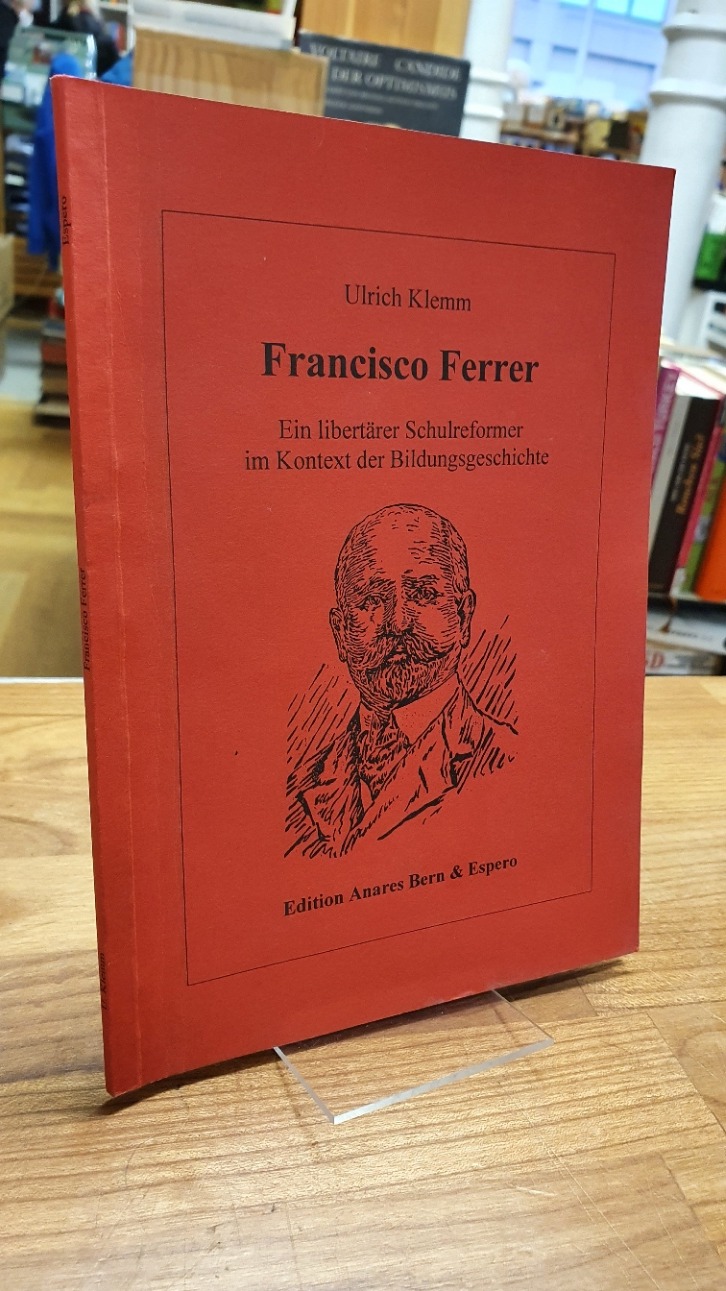 Ulrich Klemm
Francisco Ferrer
Ein libertärer Schulreformer
im Kontext der Bildungsgeschichte
Edition Anares Bern & Espero
Espero
Francisco Ferrer
VOLTAIRE CANDIDE
DER OPTIMISMUS